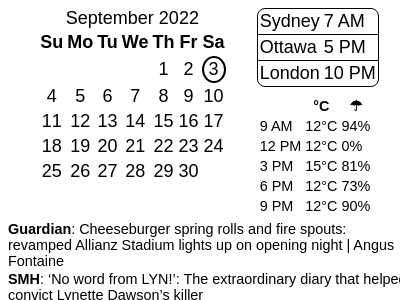 September 2022
Su Mo Tu We Th Fr Sa
1 2 3
4 5 6 7 8 9 10
11 12 13 14 15 16 17
18 19 20 21 22 23 24
25 26 27 28 29 30
Sydney 7 AM
Ottawa 5 PM
London 10 PM
°C ☂
9 AM 12°C 94%
12 PM 12°C 0%
3 PM 15°C 81%
6 PM 12°C 73%
9 PM 12°C 90%
Guardian: Cheeseburger spring rolls and fire spouts:
revamped Allianz Stadium lights up on opening night | Angus
Fontaine
SMH: ‘No word from LYN!’: The extraordinary diary that helped
convict Lynette Dawson’s killer